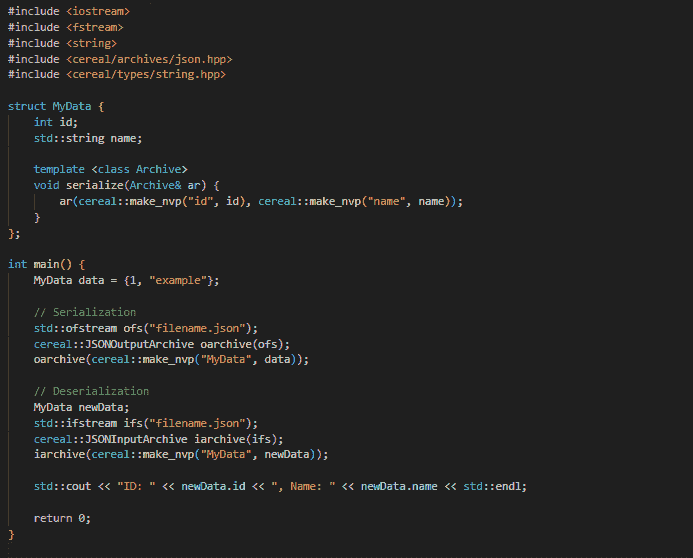 #include <iostream>
#include <fstream>
#include <string>
#include <cereal/archives/json.hpp>
#include <cereal/types/string.hpp>

struct MyData {
    int id;
    std::string name;

    template <class Archive>
    void serialize(Archive& ar) {
        ar(cereal::make_nvp("id", id), cereal::make_nvp("name", name));
    }
};

int main() {
    MyData data = {1, "example"};

    // Serialization
    std::ofstream ofs("filename.json");
    cereal::JSONOutputArchive oarchive(ofs);
    oarchive(cereal::make_nvp("MyData", data));

    // Deserialization
    MyData newData;
    std::ifstream ifs("filename.json");
    cereal::JSONInputArchive iarchive(ifs);
    iarchive(cereal::make_nvp("MyData", newData));

    std::cout << "ID: " << newData.id << ", Name: " << newData.name << std::endl;

    return 0;
}